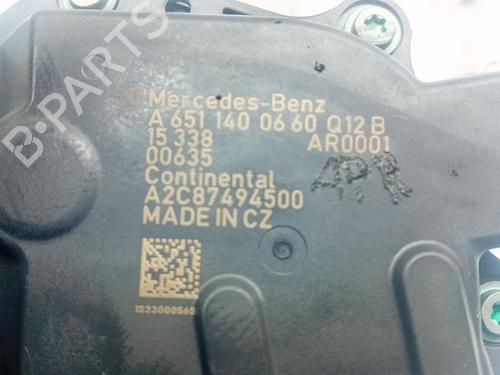 B-PARTS
Mercedes-Benz
A 651 140 06 60 Q12 B
15 338 AR0001
00635
Continental
A2C87494500
MADE IN CZ
1533800565